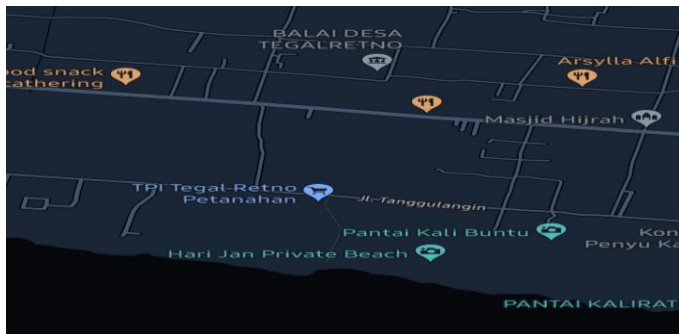 BALAI DESA
TEGALRETNO
ood snack
cathering
Arsylla Alfi
Masjid Hijrah
TPI Tegal Retno
Petanahan
Jl. Tanggulangin
Pantai Kali Buntu
Kon
Penyu Ka
Hari Jan Private Beach
PANTAI KALIRAT